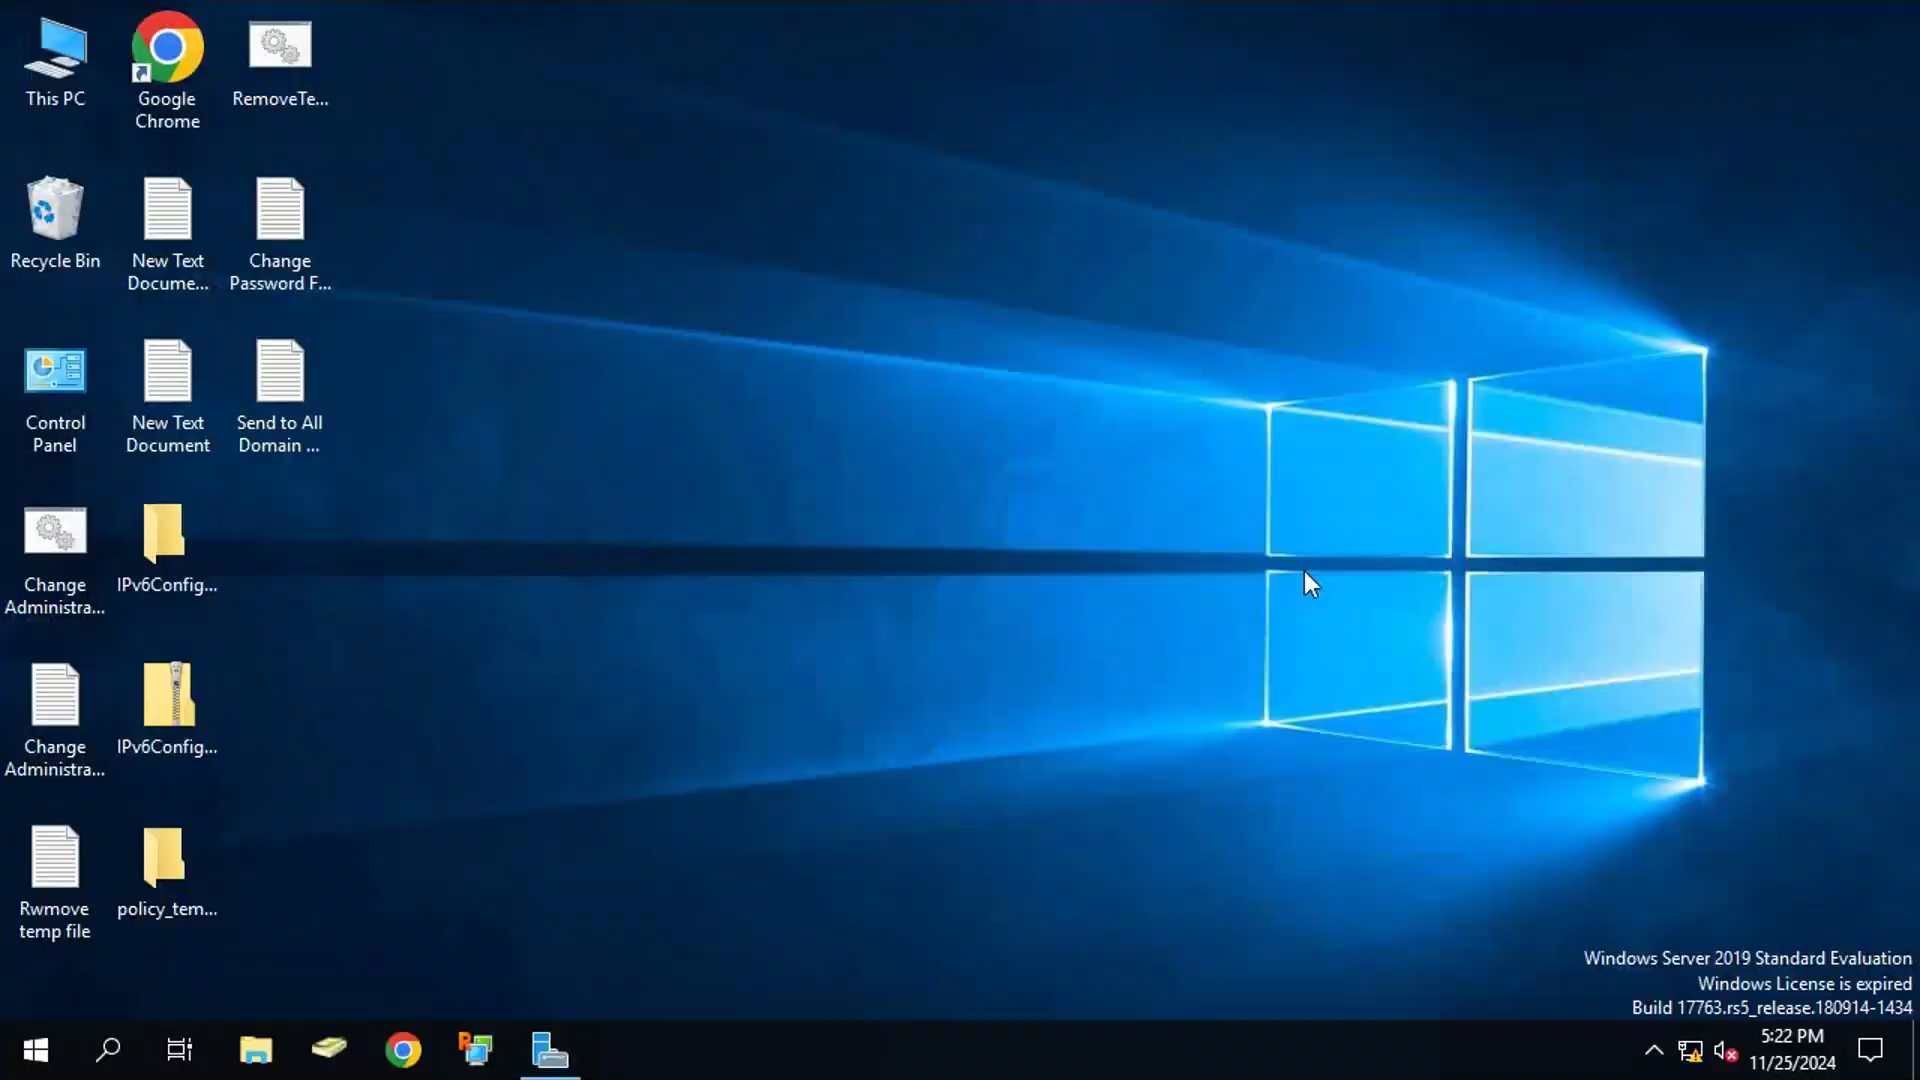 This PC
Google
Chrome
RemoveTe...
Recycle Bin
New Text
Docume...
Change
Password F...
Control
Panel
New Text
Document
Send to All
Domain ...
Change
Administra...
IPv6Config...
Change
Administra...
IPv6Config...
Rwmove
temp file
policy_tem...
Windows Server 2019 Standard Evaluation
Windows License is expired
Build 17763.rs5_release.180914-1434
5:22 PM
11/25/2024